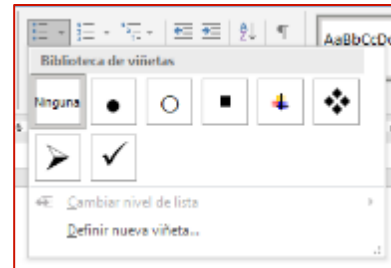 AaBbCcDc
Biblioteca de viñetas
Ninguna
Cambiar nivel de lista
Definir nueva viñeta...